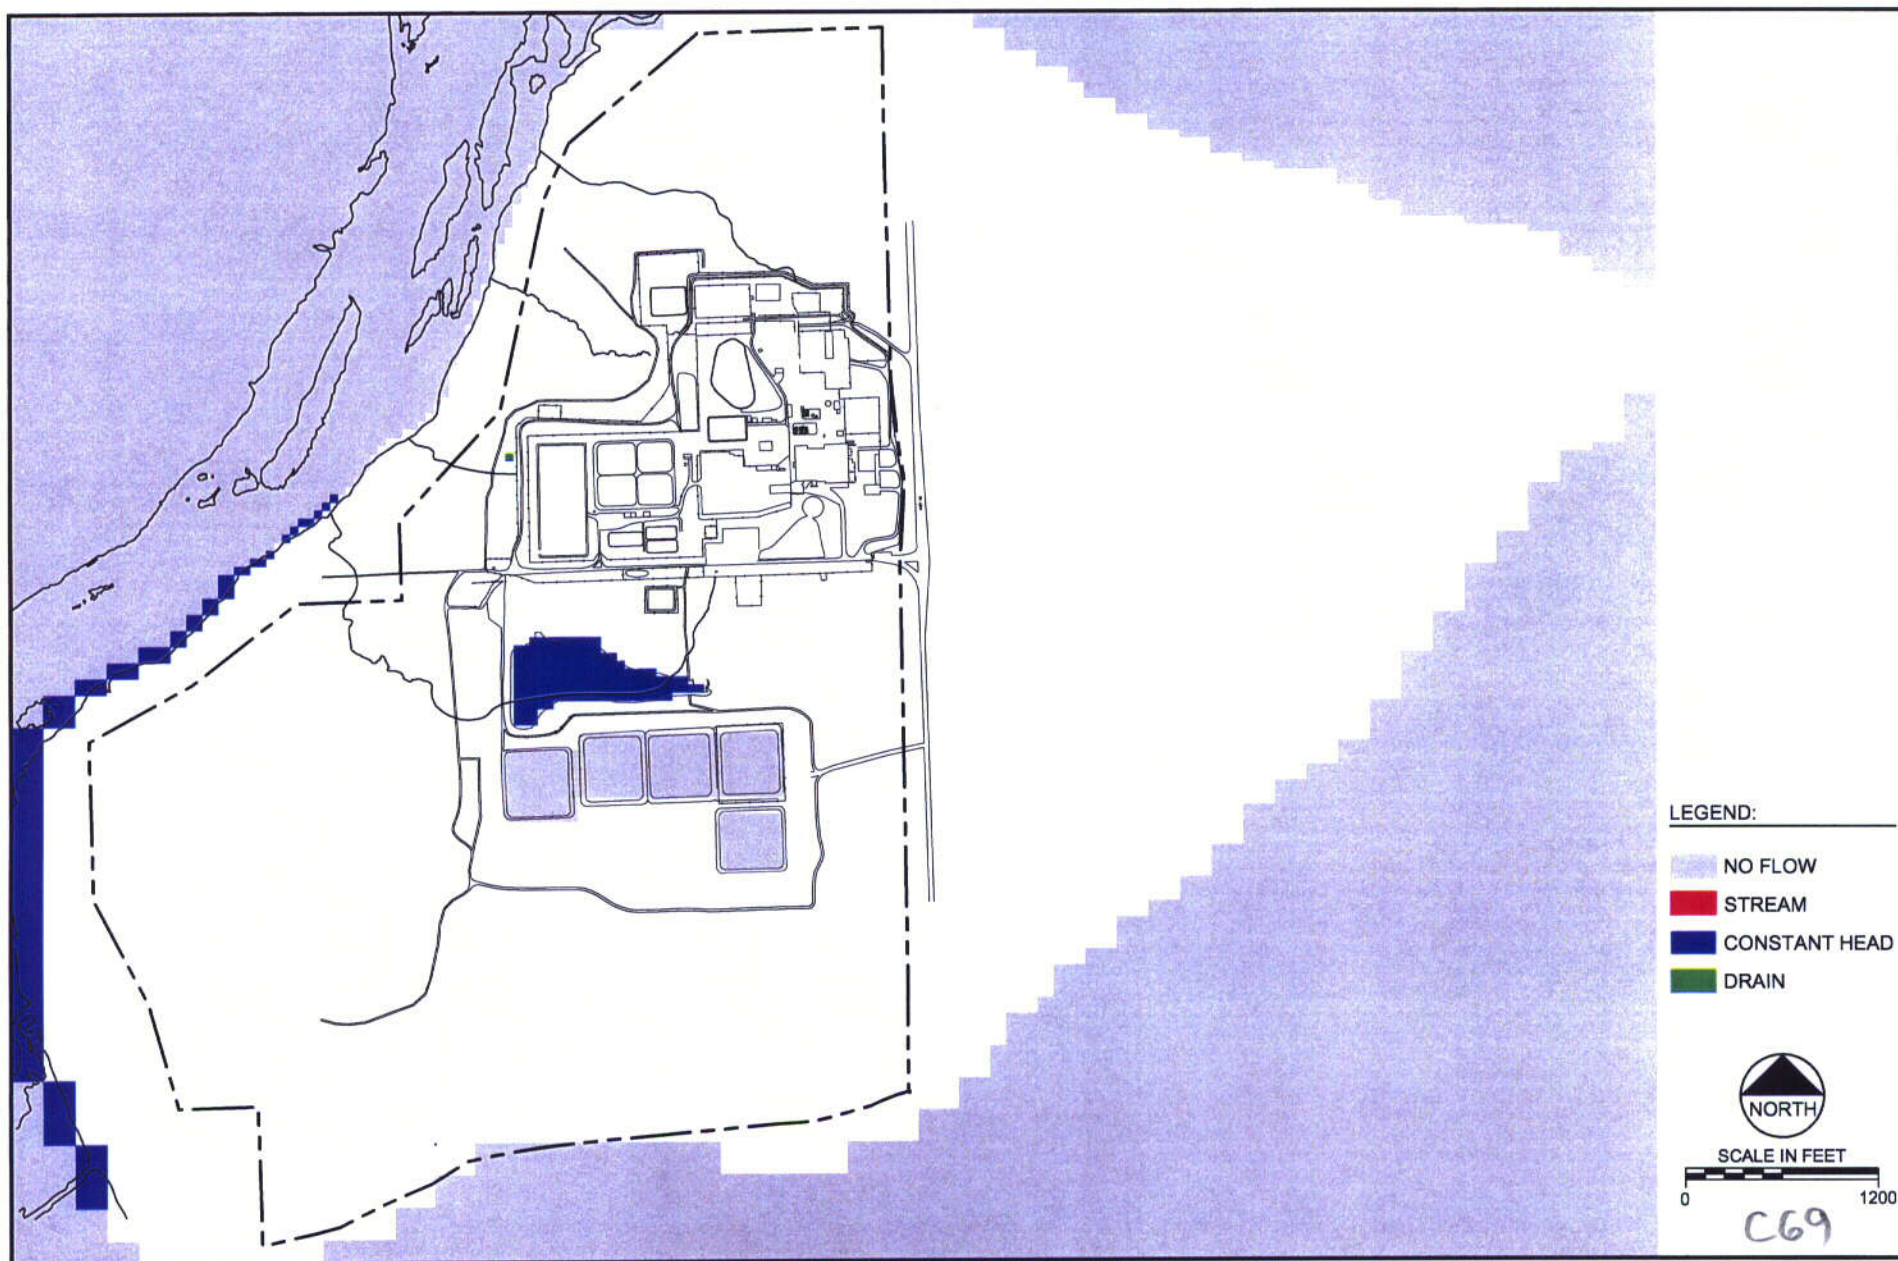 LEGEND:
NO FLOW
STREAM
CONSTANT HEAD
DRAIN
NORTH
SCALE IN FEET
0 1200
C69